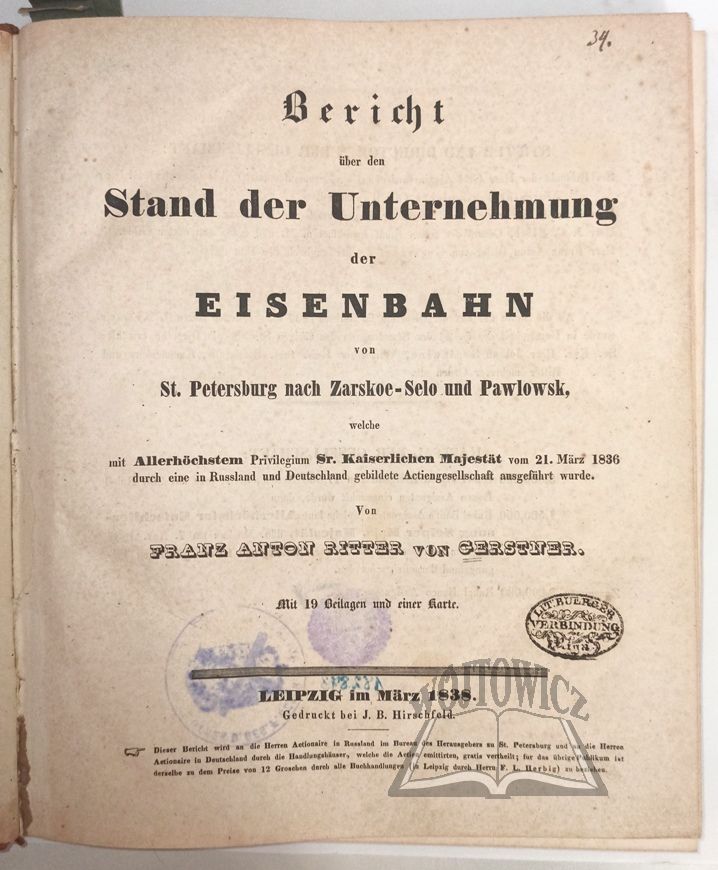 34.
Bericht
über den
Stand der Unternehmung
der
EISENBAHN
von
St. Petersburg nach Zarskoe-Selo und Pawlowsk,
welche
mit Allerhöchstem Privilegium Sr. Kaiserlichen Majestät vom 21. März 1836
durch eine in Russland und Deutschland gebildete Actiengesellschaft ausgeführt wurde.
Von
FRANZ ANTON RITTER VON GERSTNER.
Mit 19 Beilagen und einer Karte.
LIT. BUERGER
VERBINDUNG
LEIPZIG im März 1838.
Gedruckt bei J. B. Hirschfeld.
WOJTOWICZ
Dieser Bericht wird an die Herren Actionaire in Russland im Bureau des Herausgebers zu St. Petersburg und an die Herren
Actionaire in Deutschland durch die Handlungshäuser, welche die Actien emittirten, gratis vertheilt; für das übrige Publikum ist
derselbe zu dem Preise von 12 Groschen durch alle Buchhandlungen (in Leipzig durch Herrn F. L. Herbig) zu beziehen.